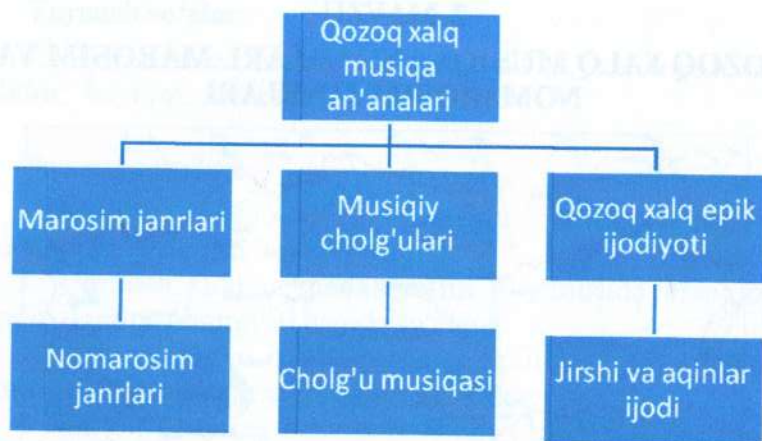 Qozoq xalq
musiqa
an'analari
Marosim janrlari
Musiqiy
cholg'ulari
Qozoq xalq epik
ijodiyoti
Nomarosim
janrlari
Cholg'u musiqasi
Jirshi va aqinlar
ijodi